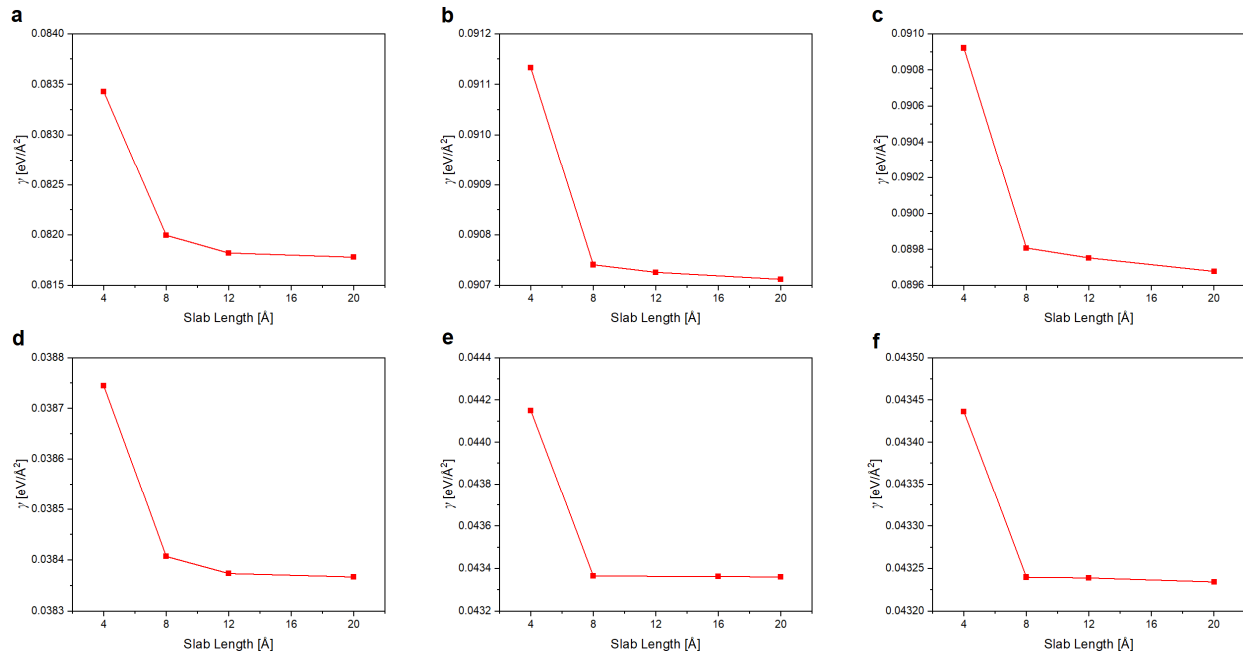 a
0.0840
0.0835
0.0830
0.0825
0.0820
0.0815
γ [eV/Å²]
4 8 12 16 20
Slab Length [Å]
b
0.0912
0.0911
0.0910
0.0909
0.0908
0.0907
γ [eV/Å²]
4 8 12 16 20
Slab Length [Å]
c
0.0910
0.0908
0.0906
0.0904
0.0902
0.0900
0.0898
0.0896
γ [eV/Å²]
4 8 12 16 20
Slab Length [Å]
d
0.0388
0.0387
0.0386
0.0385
0.0384
0.0383
γ [eV/Å²]
4 8 12 16 20
Slab Length [Å]
e
0.0444
0.0442
0.0440
0.0438
0.0436
0.0434
0.0432
γ [eV/Å²]
4 8 12 16 20
Slab Length [Å]
f
0.04350
0.04345
0.04340
0.04335
0.04330
0.04325
0.04320
γ [eV/Å²]
4 8 12 16 20
Slab Length [Å]